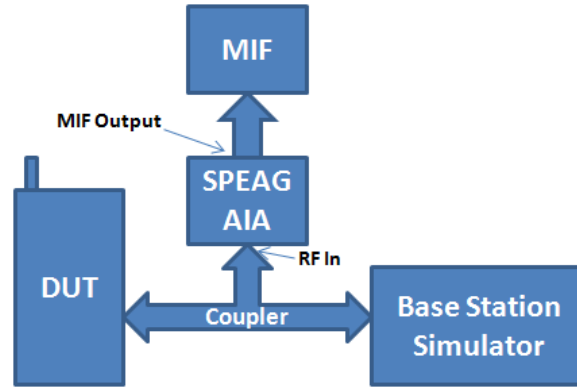 MIF
MIF Output
SPEAG
AIA
RF In
DUT
Coupler
Base Station
Simulator